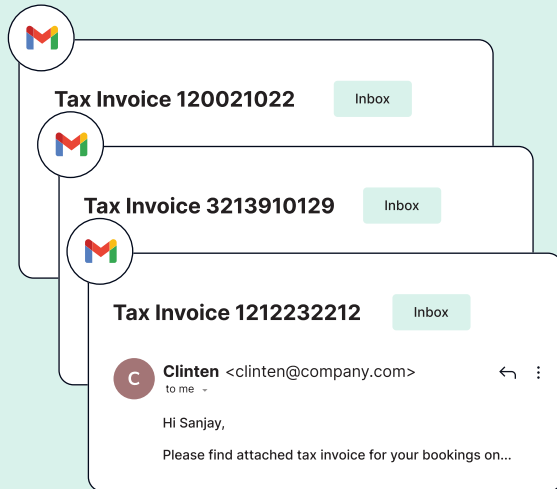 Tax Invoice 120021022 Inbox
Tax Invoice 3213910129 Inbox
Tax Invoice 1212232212 Inbox
C
Clinten <clinten@company.com>
to me
Hi Sanjay,
Please find attached tax invoice for your bookings on...